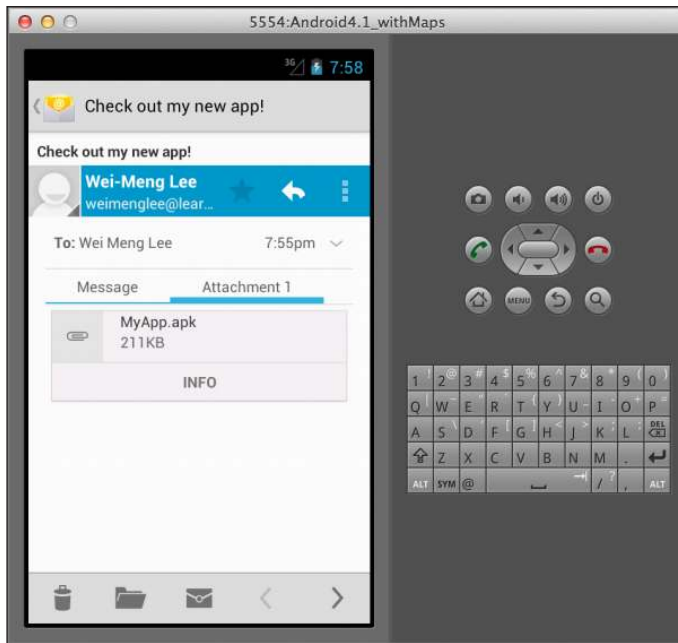 5554:Android4.1_withMaps
3G 7:58
Check out my new app!
Check out my new app!
Wei-Meng Lee
weimenglee@lear...
To: Wei Meng Lee 7:55pm
Message Attachment 1
MyApp.apk
211KB
INFO
MENU
1 ! 2 @ 3 # 4 $ 5 % 6 ^ 7 & 8 * 9 ( 0 )
Q | W ~ E " R ` T { Y } U _ I - O + P =
A S \ D ' F [ G ] H < J > K ; L : DEL
Z X C V B N M .
ALT SYM @ / ? , ALT